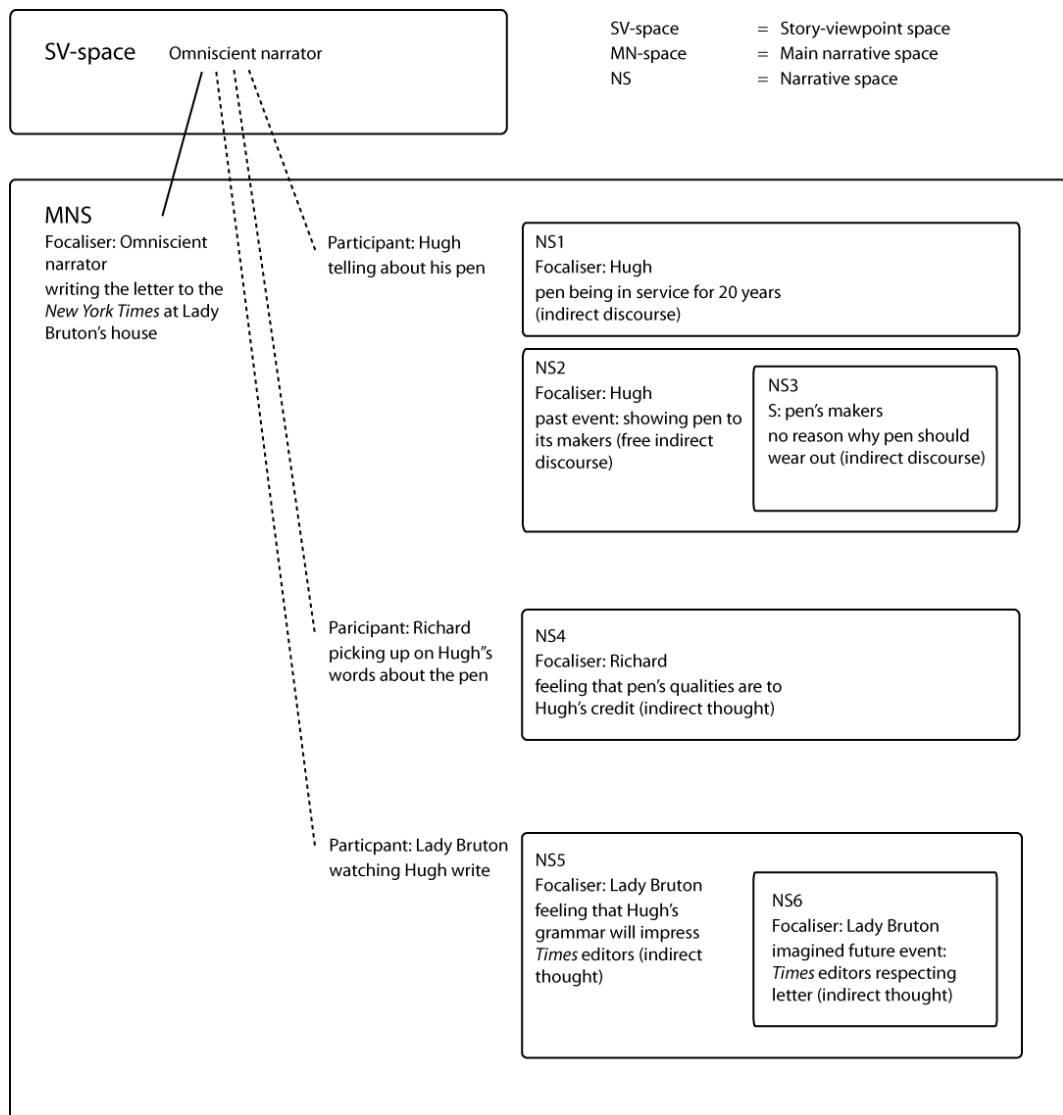 SV-space Omniscient narrator
SV-space = Story-viewpoint space
MN-space = Main narrative space
NS = Narrative space
MNS
Focaliser: Omniscient
narrator
writing the letter to the
New York Times at Lady
Bruton's house
Participant: Hugh
telling about his pen
NS1
Focaliser: Hugh
pen being in service for 20 years
(indirect discourse)
NS2
Focaliser: Hugh
past event: showing pen to
its makers (free indirect
discourse)
NS3
S: pen's makers
no reason why pen should
wear out (indirect discourse)
Paricipant: Richard
picking up on Hugh"s
words about the pen
NS4
Focaliser: Richard
feeling that pen's qualities are to
Hugh's credit (indirect thought)
Particpant: Lady Bruton
watching Hugh write
NS5
Focaliser: Lady Bruton
feeling that Hugh's
grammar will impress
Times editors (indirect
thought)
NS6
Focaliser: Lady Bruton
imagined future event:
Times editors respecting
letter (indirect thought)